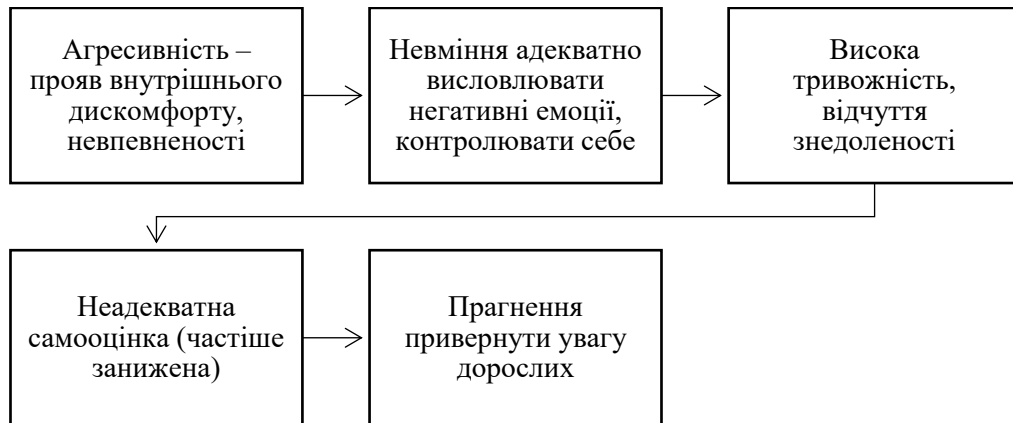 Агресивність –
прояв внутрішнього
дискомфорту,
невпевненості
Невміння адекватно
висловлювати
негативні емоції,
контролювати себе
Висока
тривожність,
відчуття
знедоленості
Неадекватна
самооцінка (частіше
занижена)
Прагнення
привернути увагу
дорослих